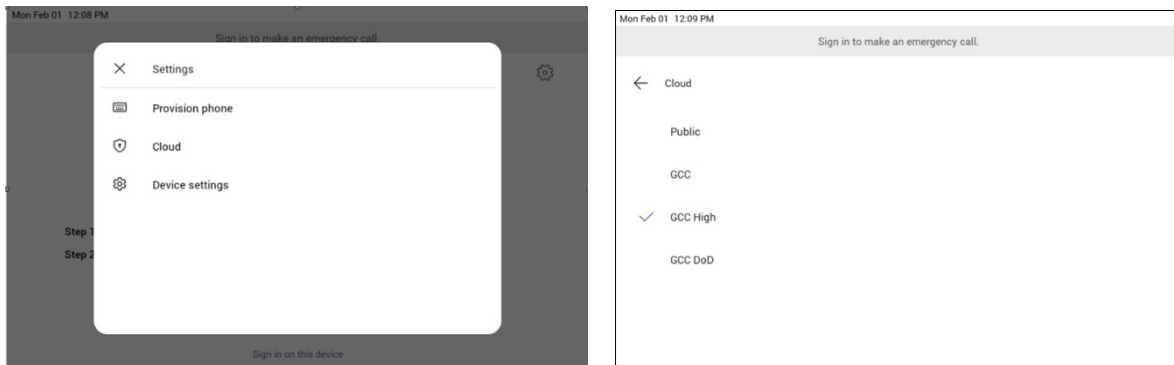 Mon Feb 01 12:08 PM
Sign in to make an emergency call.
Settings
Provision phone
Cloud
Device settings
Step 1
Step 2
Sign in on this device
Mon Feb 01 12:09 PM
Sign in to make an emergency call.
Cloud
Public
GCC
GCC High
GCC DoD